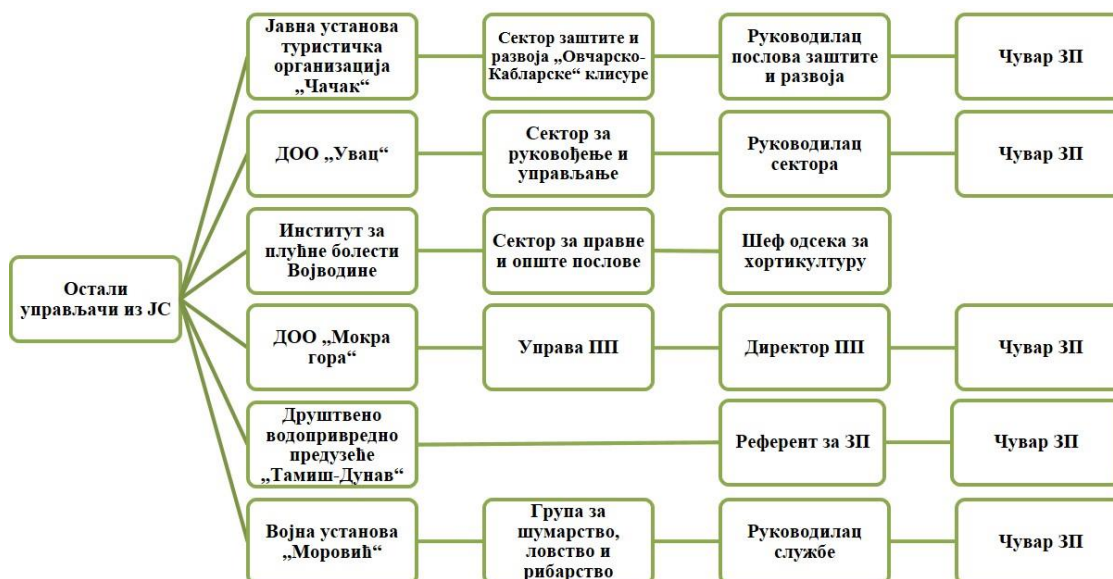 Остали
управљачи из ЈС
Јавна установа
туристичка
организација
„Чачак“
Сектор заштите и
развоја „Овчарско-
Кабларске“ клисуре
Руководилац
послова заштите
и развоја
Чувар ЗП
ДОО „Увац“
Сектор за
руковођење и
управљање
Руководилац
сектора
Чувар ЗП
Институт за
плућне болести
Војводине
Сектор за правне
и опште послове
Шеф одсека за
хортикултуру
ДОО „Мокра
гора“
Управа ПП
Директор ПП
Чувар ЗП
Друштвено
водопривредно
предузеће
„Тамиш-Дунав“
Референт за ЗП
Чувар ЗП
Војна установа
„Моровић“
Група за
шумарство,
ловство и
рибарство
Руководилац
службе
Чувар ЗП